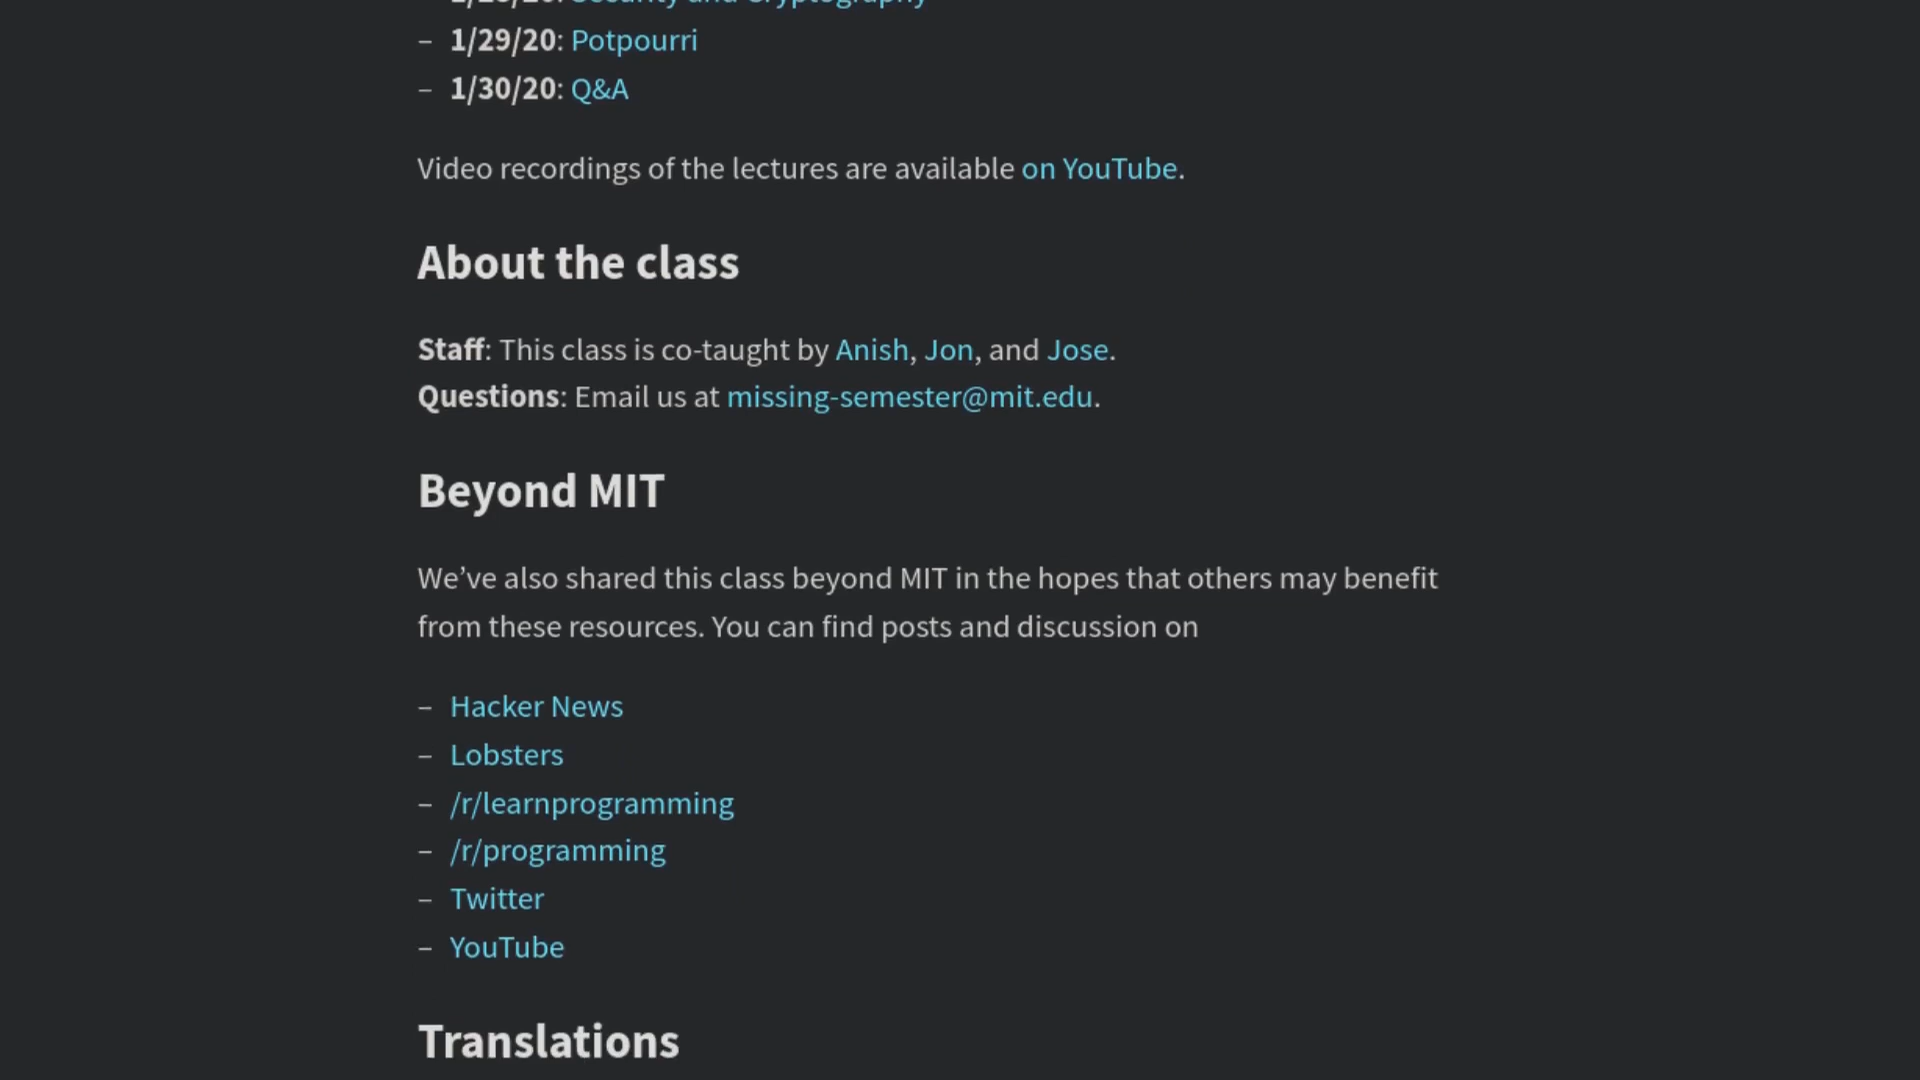 Security and Cryptography
– 1/29/20: Potpourri
– 1/30/20: Q&A
Video recordings of the lectures are available on YouTube.
About the class
Staff: This class is co-taught by Anish, Jon, and Jose.
Questions: Email us at missing-semester@mit.edu.
Beyond MIT
We’ve also shared this class beyond MIT in the hopes that others may benefit
from these resources. You can find posts and discussion on
– Hacker News
– Lobsters
– /r/learnprogramming
– /r/programming
– Twitter
– YouTube
Translations